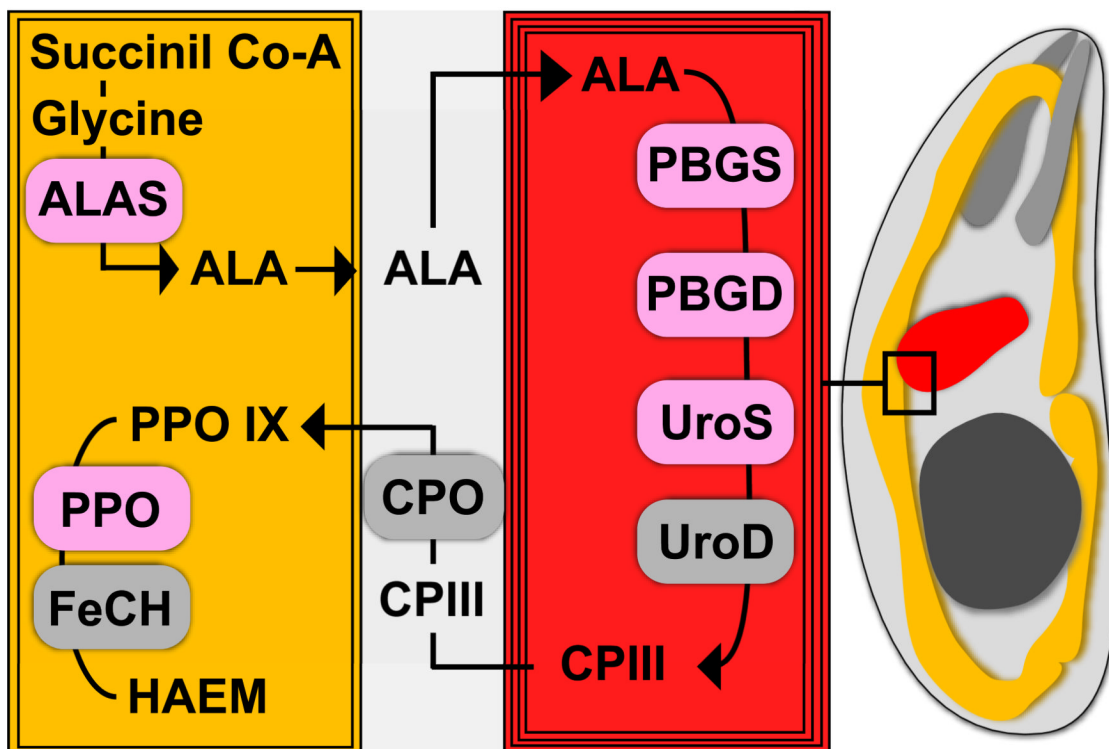 Succinil Co-A
Glycine
ALAS
ALA
ALA
ALA
PBGS
PBGD
UroS
UroD
CPIII
CPIII
CPO
PPO IX
PPO
FeCH
HAEM